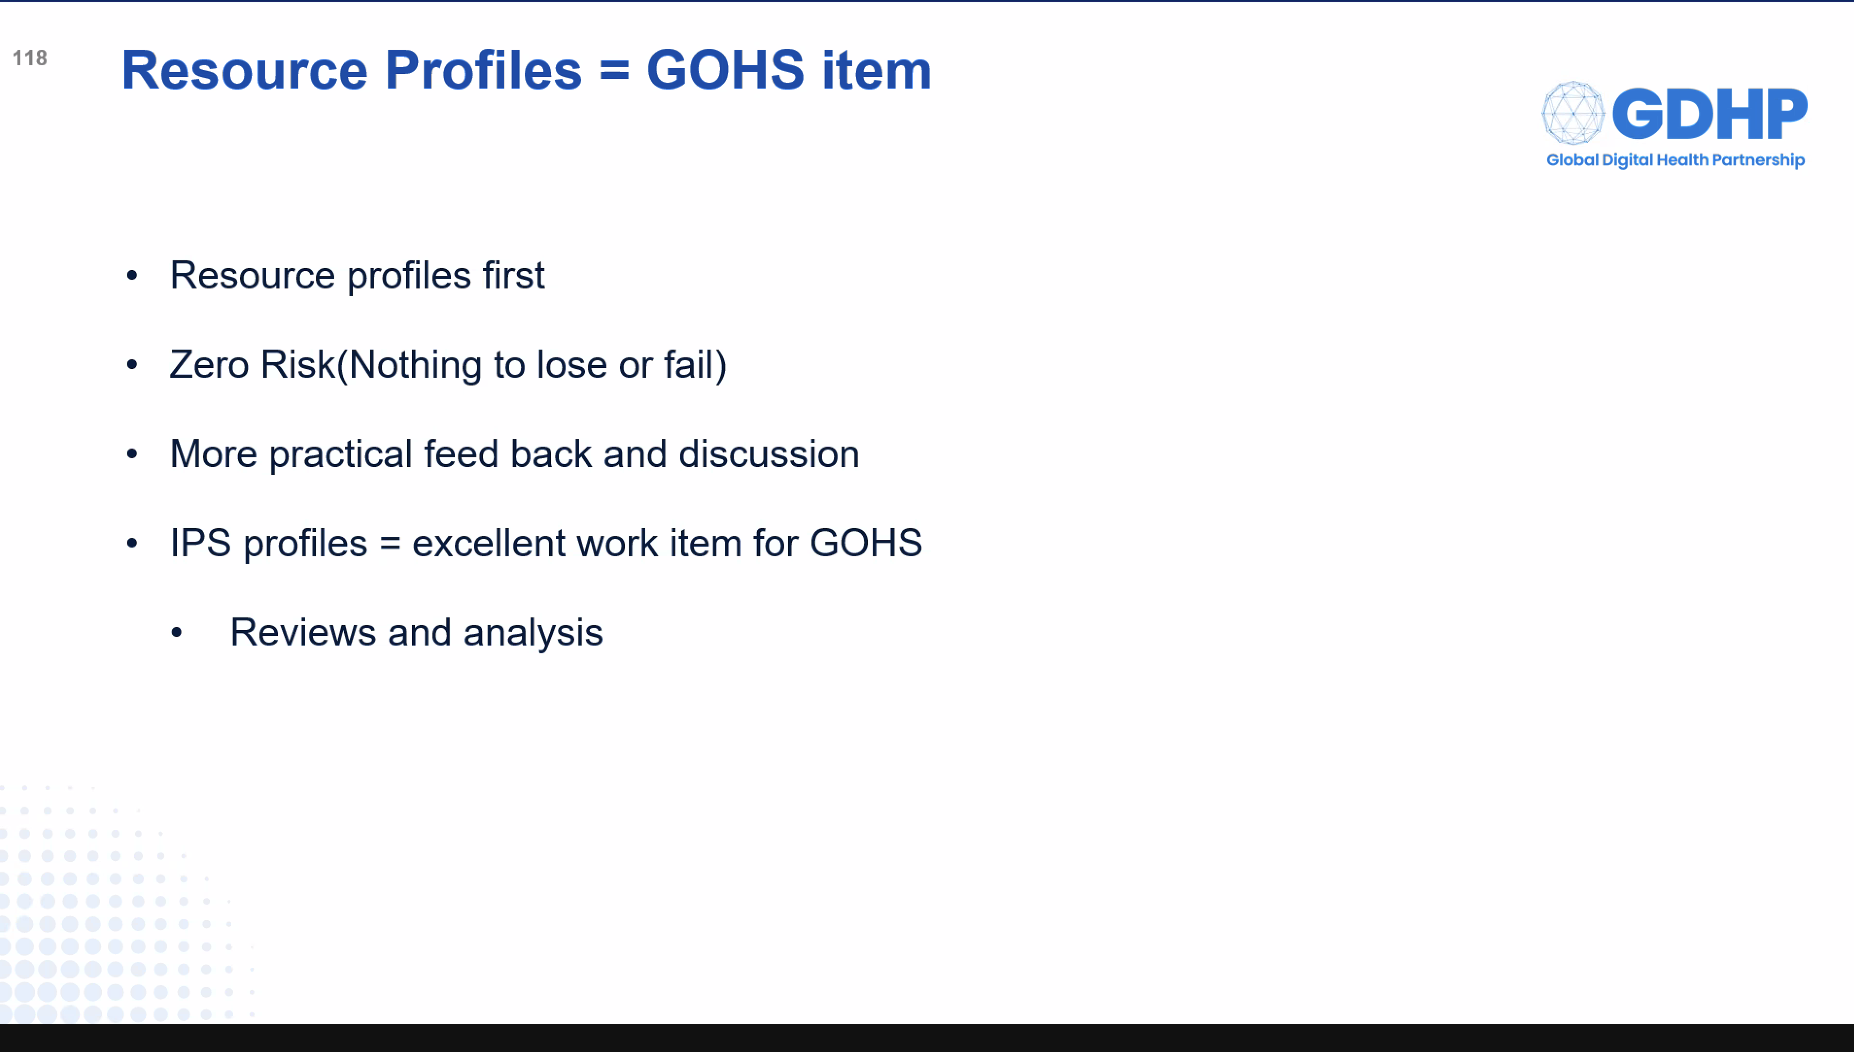 118
Resource Profiles = GOHS item
GDHP
Global Digital Health Partnership
• Resource profiles first
• Zero Risk(Nothing to lose or fail)
• More practical feed back and discussion
• IPS profiles = excellent work item for GOHS
• Reviews and analysis